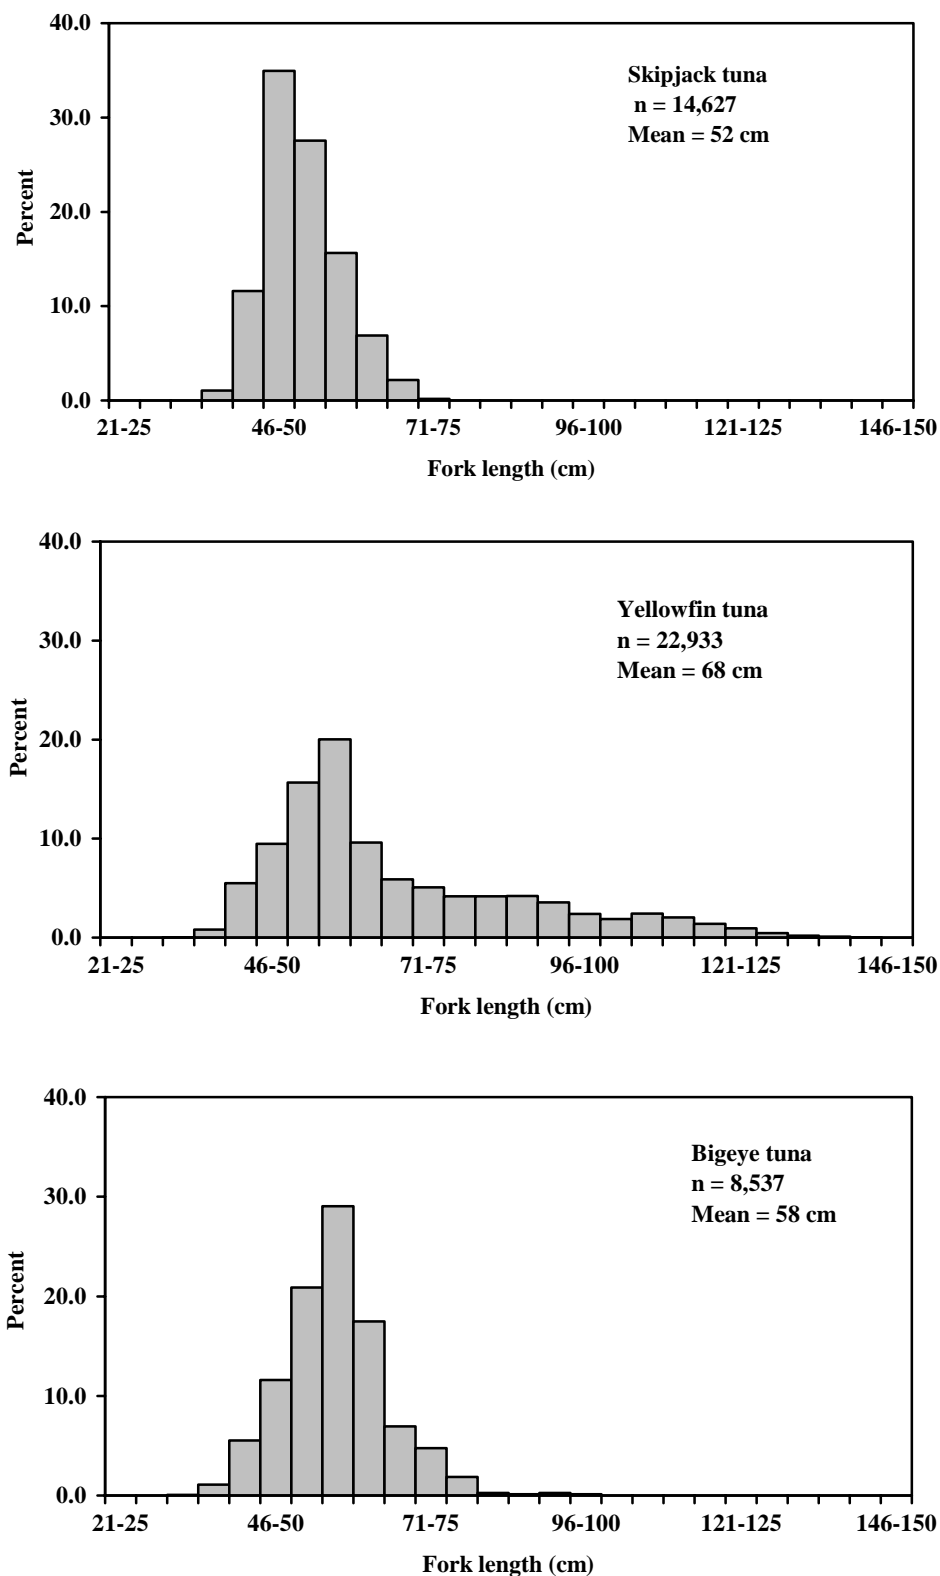 40.0
30.0
20.0
10.0
0.0
Percent
Skipjack tuna
n = 14,627
Mean = 52 cm
21-25 46-50 71-75 96-100 121-125 146-150
Fork length (cm)
40.0
30.0
20.0
10.0
0.0
Percent
Yellowfin tuna
n = 22,933
Mean = 68 cm
21-25 46-50 71-75 96-100 121-125 146-150
Fork length (cm)
40.0
30.0
20.0
10.0
0.0
Percent
Bigeye tuna
n = 8,537
Mean = 58 cm
21-25 46-50 71-75 96-100 121-125 146-150
Fork length (cm)